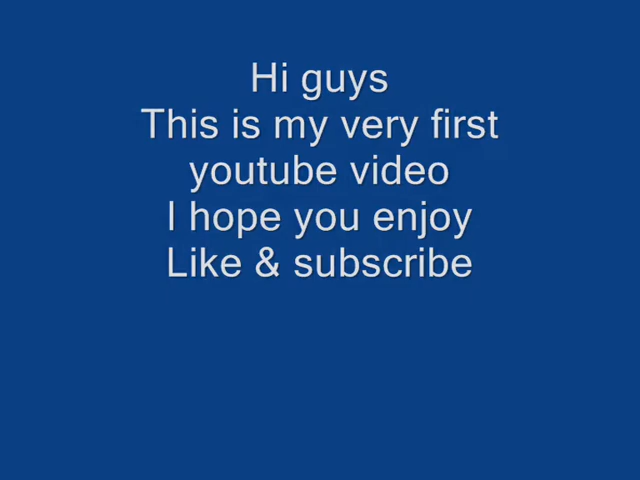 Hi guys
This is my very first
youtube video
I hope you enjoy
Like & subscribe